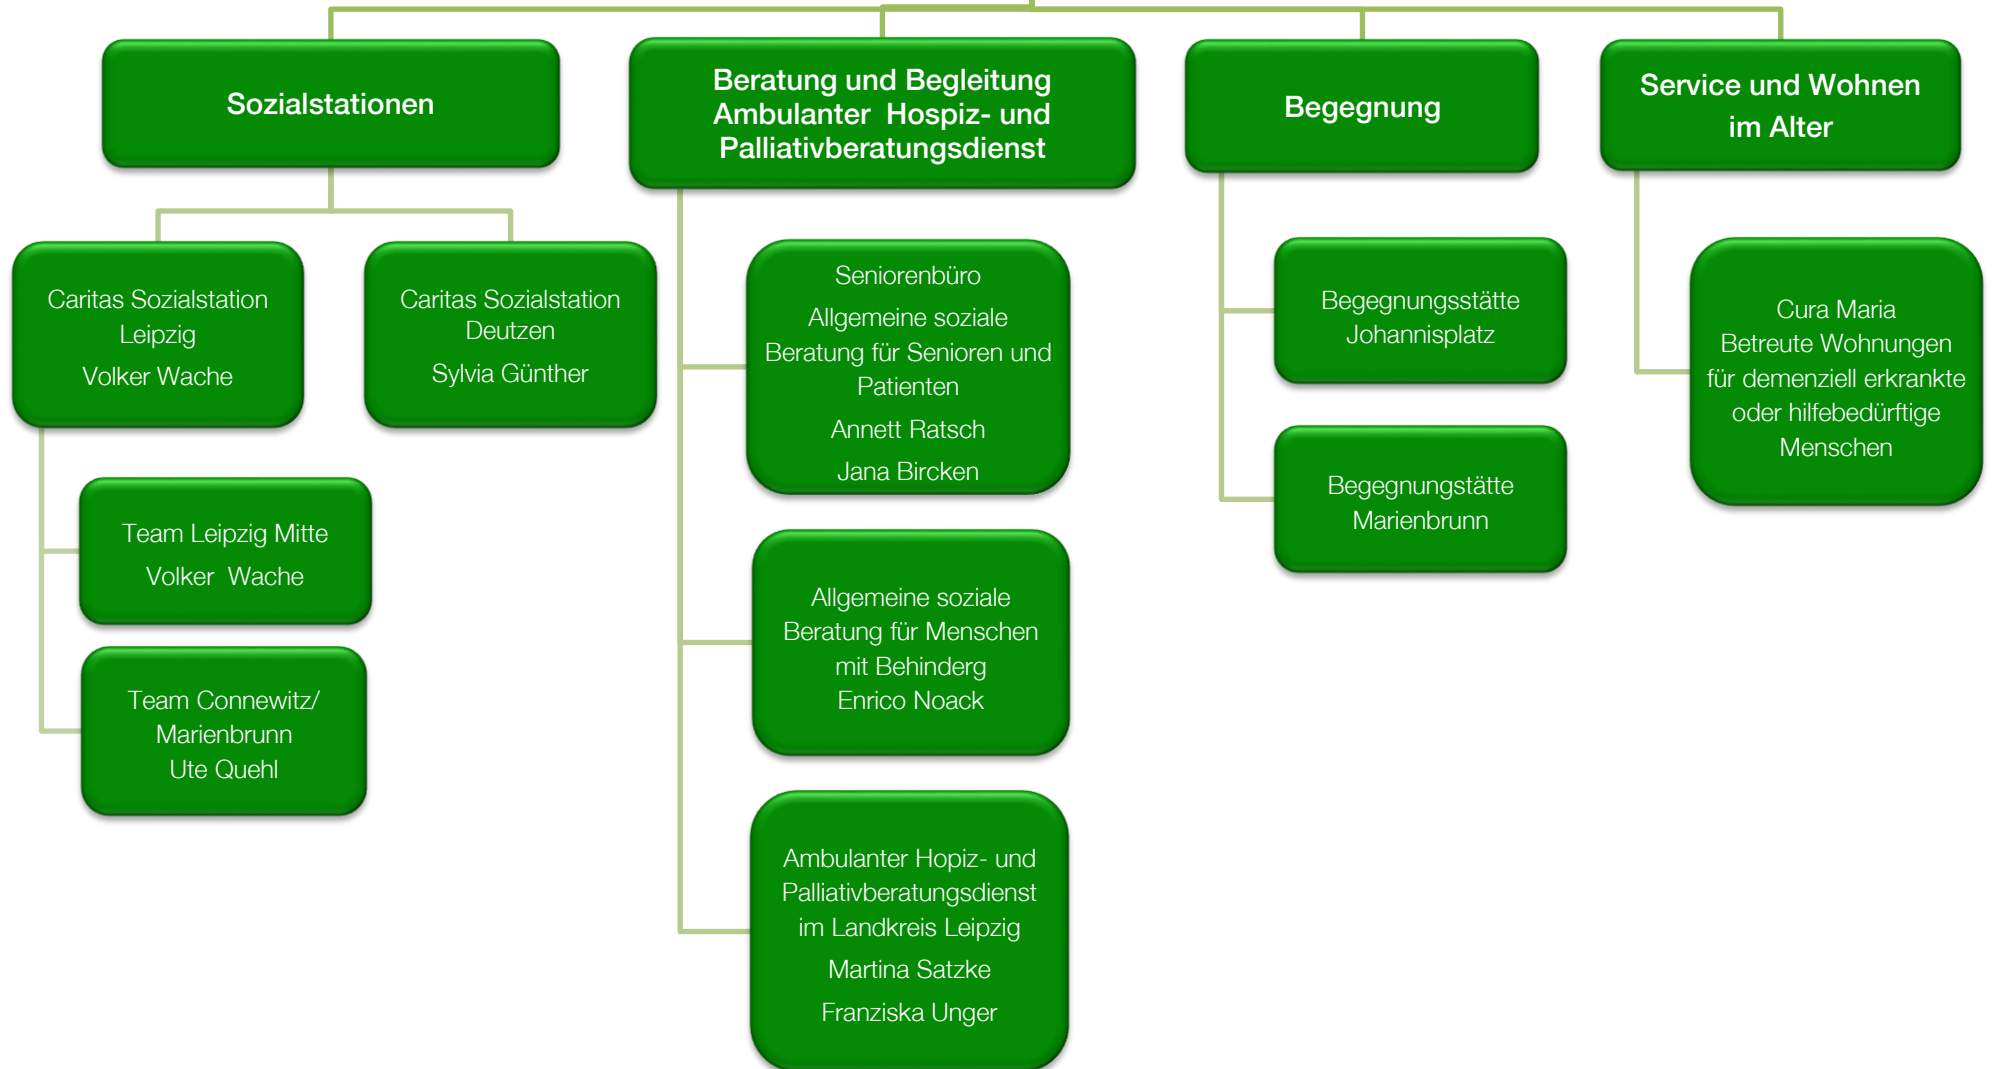 Sozialstationen
Beratung und Begleitung
Ambulanter Hospiz- und
Palliativberatungsdienst
Begegnung
Service und Wohnen
im Alter
Caritas Sozialstation
Leipzig
Volker Wache
Caritas Sozialstation
Deutzen
Sylvia Günther
Team Leipzig Mitte
Volker Wache
Team Connewitz/
Marienbrunn
Ute Quehl
Seniorenbüro
Allgemeine soziale
Beratung für Senioren und
Patienten
Annett Ratsch
Jana Bircken
Allgemeine soziale
Beratung für Menschen
mit Behinderg
Enrico Noack
Ambulanter Hopiz- und
Palliativberatungsdienst
im Landkreis Leipzig
Martina Satzke
Franziska Unger
Begegnungsstätte
Johannisplatz
Begegnungstätte
Marienbrunn
Cura Maria
Betreute Wohnungen
für demenziell erkrankte
oder hilfebedürftige
Menschen